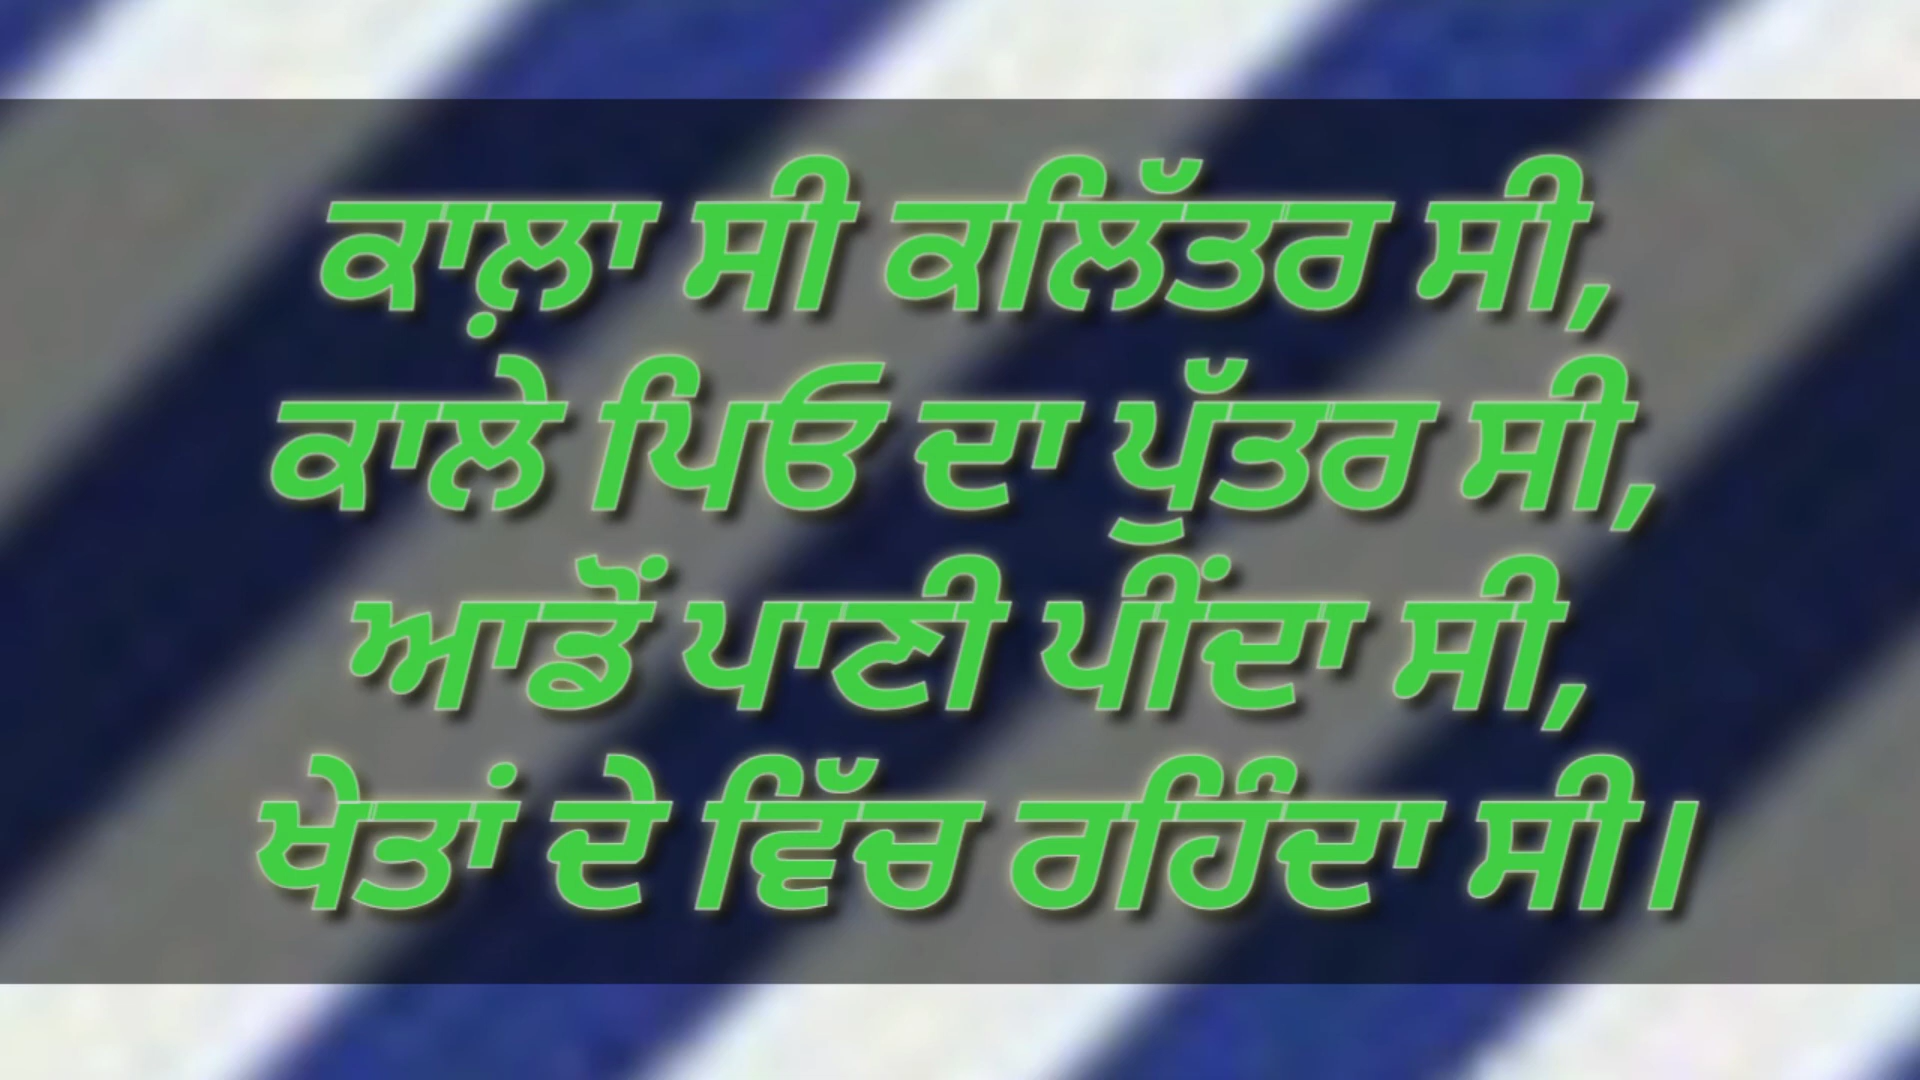 ਕਾਲ਼ਾ ਸੀ ਕਲਿੱਤਰ ਸੀ,
ਕਾਲੇ ਪਿਓ ਦਾ ਪੁੱਤਰ ਸੀ,
ਆਡੋਂ ਪਾਣੀ ਪੀਂਦਾ ਸੀ,
ਖੇਤਾਂ ਦੇ ਵਿੱਚ ਰਹਿੰਦਾ ਸੀ।